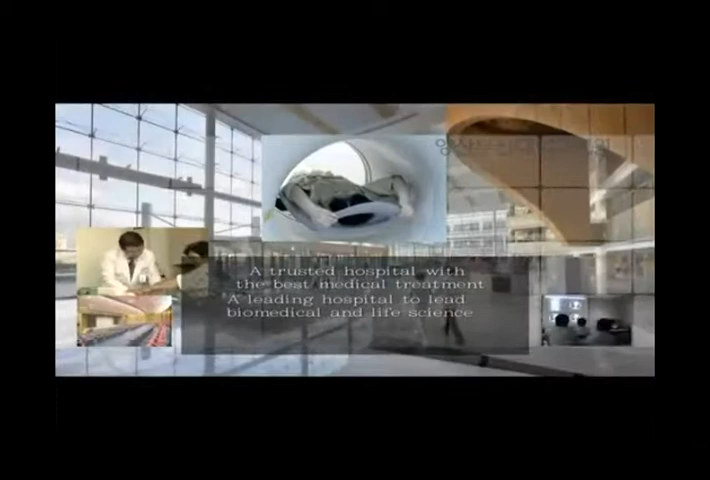 A trusted hospital with
the best medical treatment
A leading hospital to lead
biomedical and life science